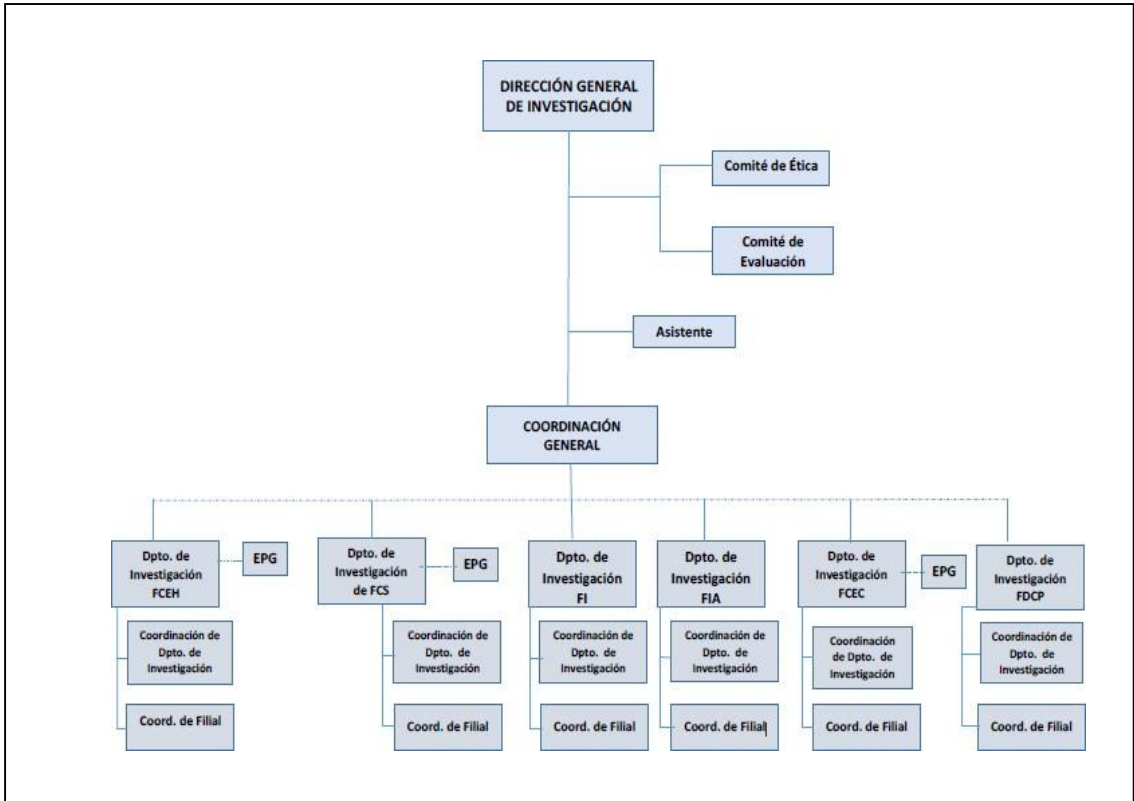 DIRECCIÓN GENERAL
DE INVESTIGACIÓN
Comité de Ética
Comité de
Evaluación
Asistente
COORDINACIÓN
GENERAL
Dpto. de
Investigación
FCEH
EPG
Coordinación de
Dpto. de
Investigación
Coord. de Filial
Dpto. de
Investigación
de FCS
EPG
Coordinación de
Dpto. de
Investigación
Coord. de Filial
Dpto. de
Investigación
FI
Coordinación de
Dpto. de
Investigación
Coord. de Filial
Dpto. de
Investigación
FIA
Coordinación de
Dpto. de
Investigación
Coord. de Filial
Dpto. de
Investigación
FCEC
EPG
Coordinación
de Dpto. de
Investigación
Coord. de Filial
Dpto. de
Investigación
FDCP
Coordinación de
Dpto. de
Investigación
Coord. de Filial